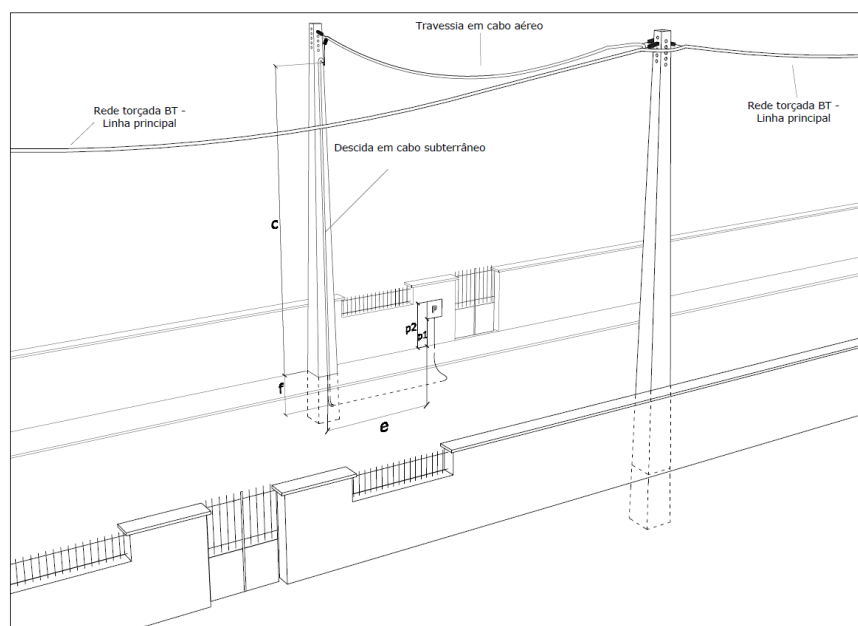 Travessia em cabo aéreo
Rede torçada BT -
Linha principal
Rede torçada BT -
Linha principal
Descida em cabo subterrâneo
c
P
p2
p1
f
e